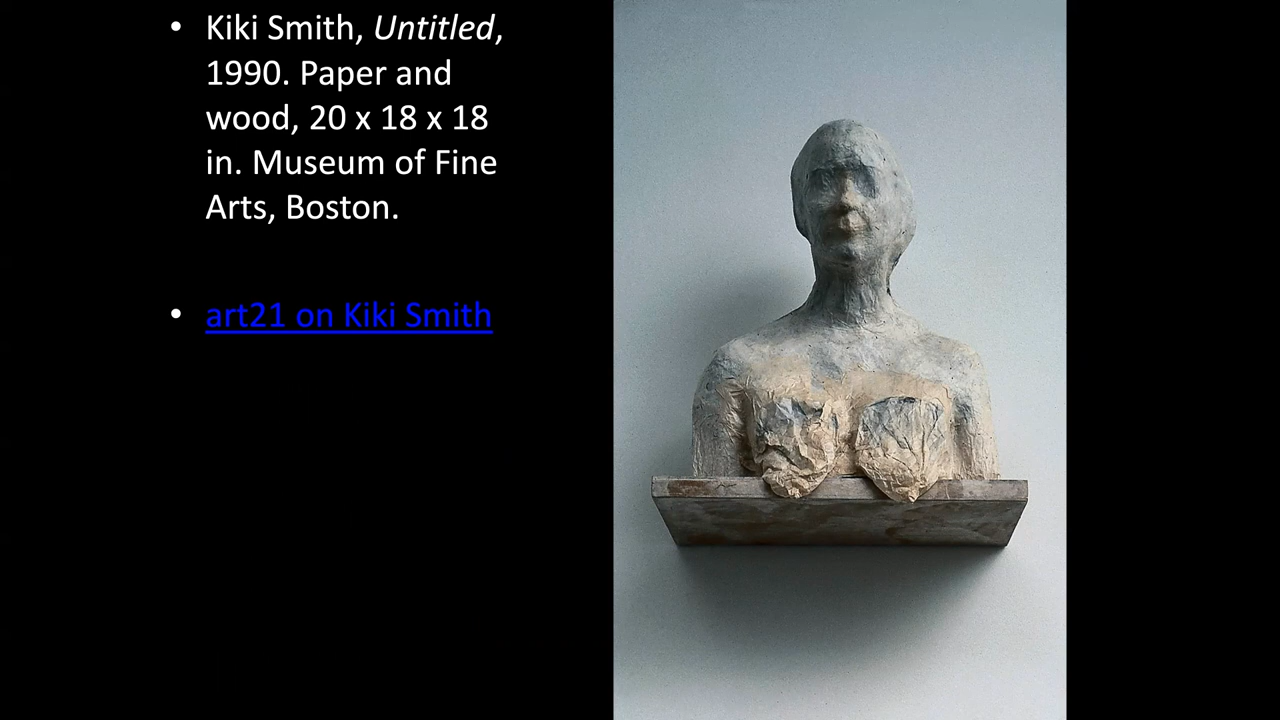 • Kiki Smith, Untitled,
1990. Paper and
wood, 20 x 18 x 18
in. Museum of Fine
Arts, Boston.
• art21 on Kiki Smith